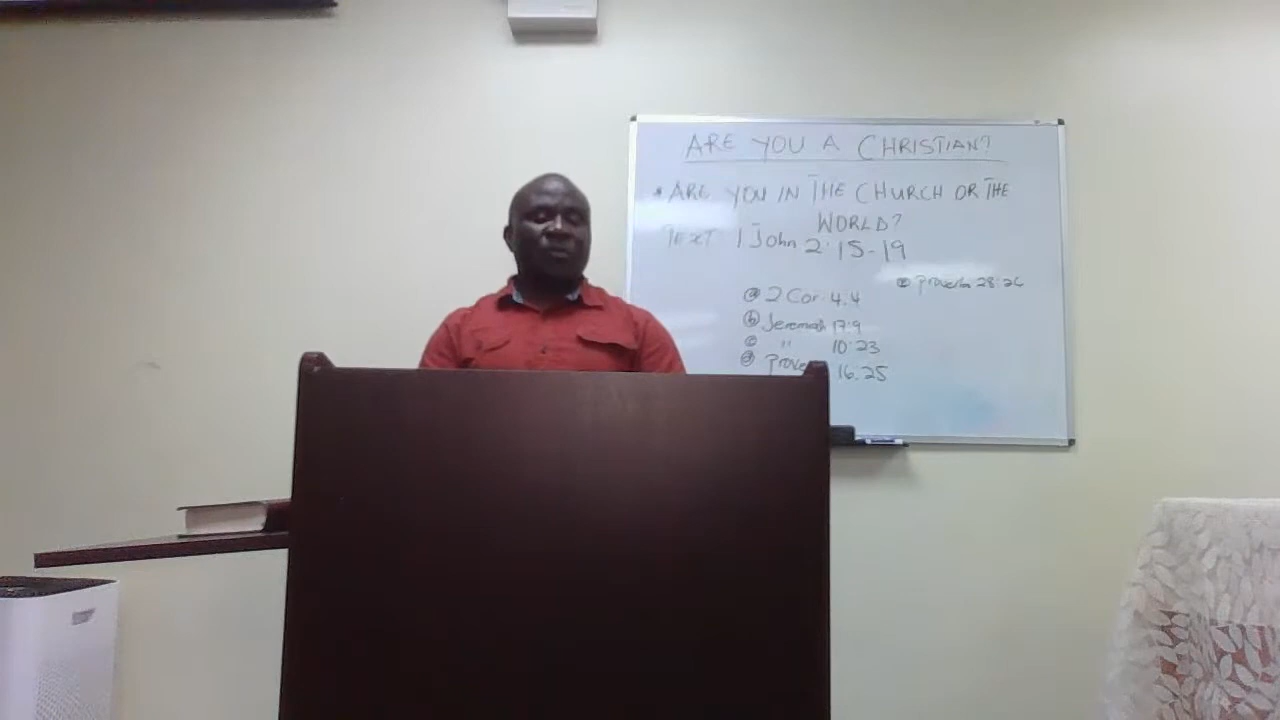 ARE YOU A CHRISTIAN?
* ARE YOU IN THE CHURCH OR THE
WORLD?
TEXT 1 John 2:15-19
ⓔ Proverbs 28:26
ⓐ 2 Cor. 4.4
ⓑ Jeremiah 17:9
ⓒ " 10:23
ⓓ Prove 16:25